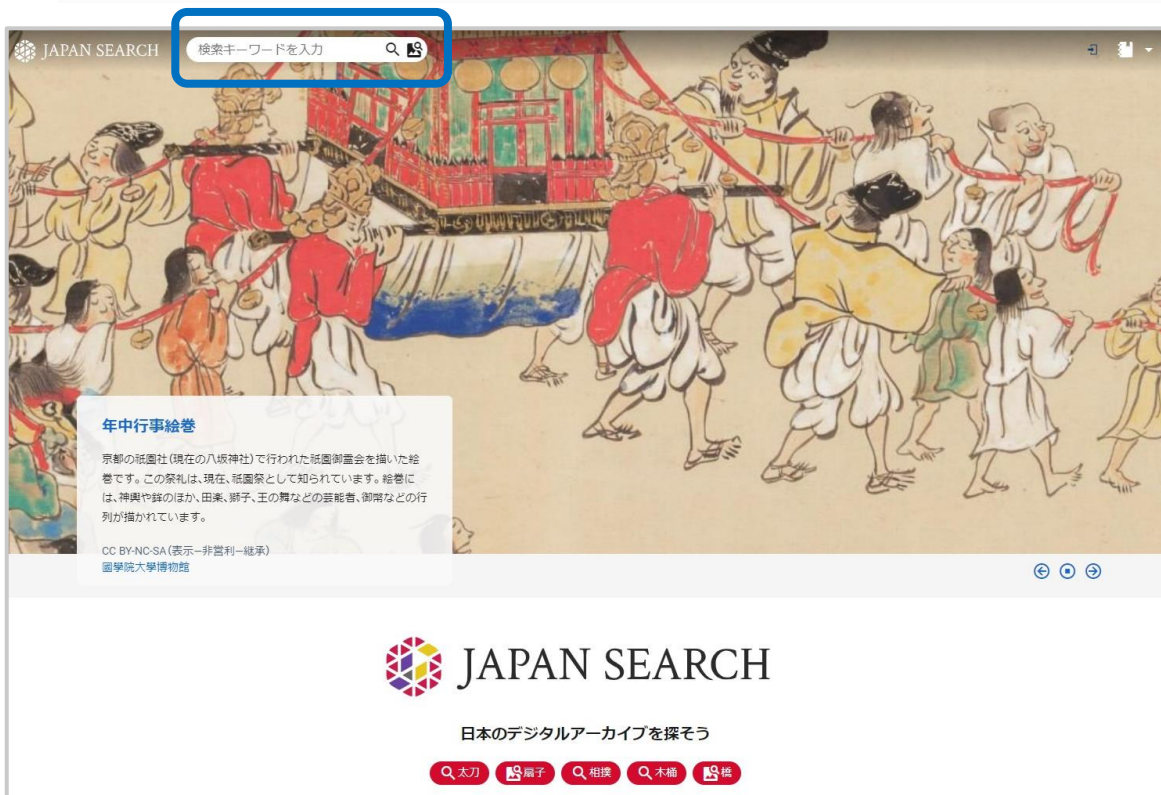 JAPAN SEARCH
検索キーワードを入力
年中行事絵巻
京都の祇園社(現在の八坂神社)で行われた祇園御霊会を描いた絵
巻です。この祭礼は、現在、祇園祭として知られています。絵巻に
は、神輿や鉾のほか、田楽、獅子、王の舞などの芸能者、御幣などの行
列が描かれています。
CC BY-NC-SA(表示—非営利—継承)
國學院大學博物館
JAPAN SEARCH
日本のデジタルアーカイブを探そう
太刀 扇子 相撲 木桶 橋